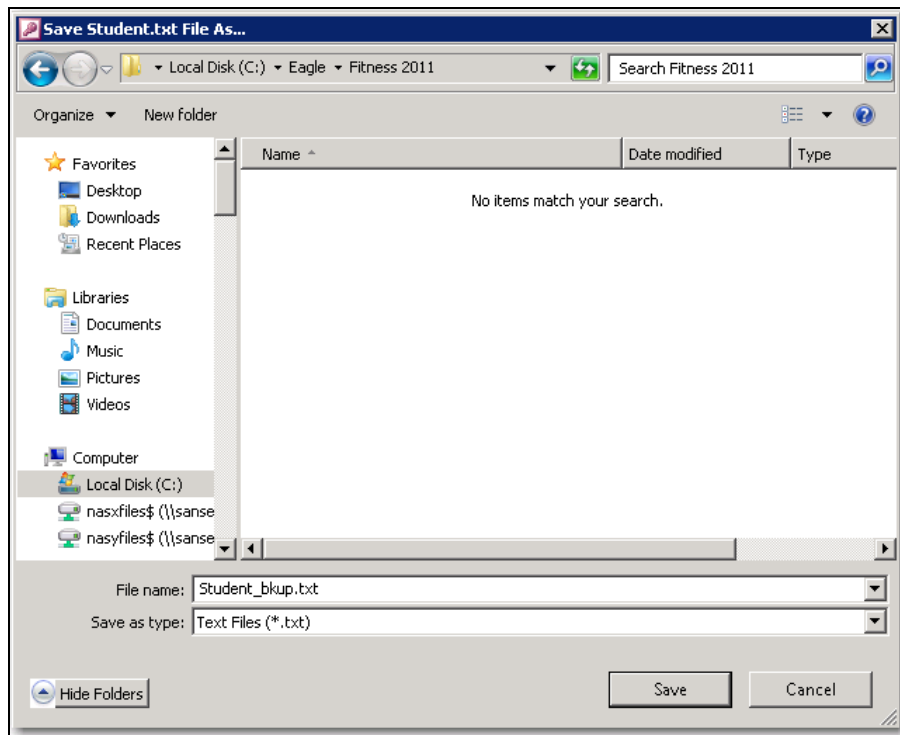 Save Student.txt File As...
Local Disk (C:) Eagle Fitness 2011 Search Fitness 2011
Organize New folder
Name Date modified Type
No items match your search.
Favorites
Desktop
Downloads
Recent Places
Libraries
Documents
Music
Pictures
Videos
Computer
Local Disk (C:)
nasxfiles$ (\\sanse
nasyfiles$ (\\sanse
File name: Student_bkup.txt
Save as type: Text Files (*.txt)
Hide Folders Save Cancel